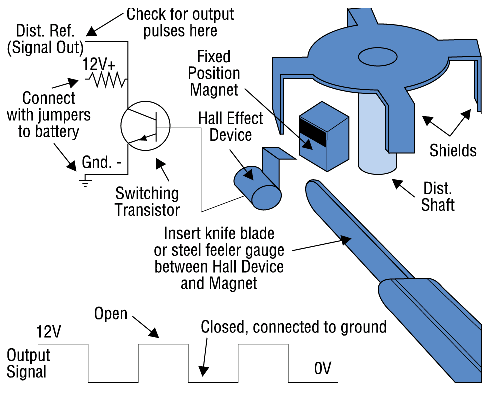 Check for output
pulses here
Dist. Ref.
(Signal Out)
12V+
Connect
with jumpers
to battery
Gnd. -
Switching
Transistor
Fixed
Position
Magnet
Hall Effect
Device
Shields
Dist.
Shaft
Insert knife blade
or steel feeler gauge
between Hall Device
and Magnet
Open
12V
Output
Signal
Closed, connected to ground
0V